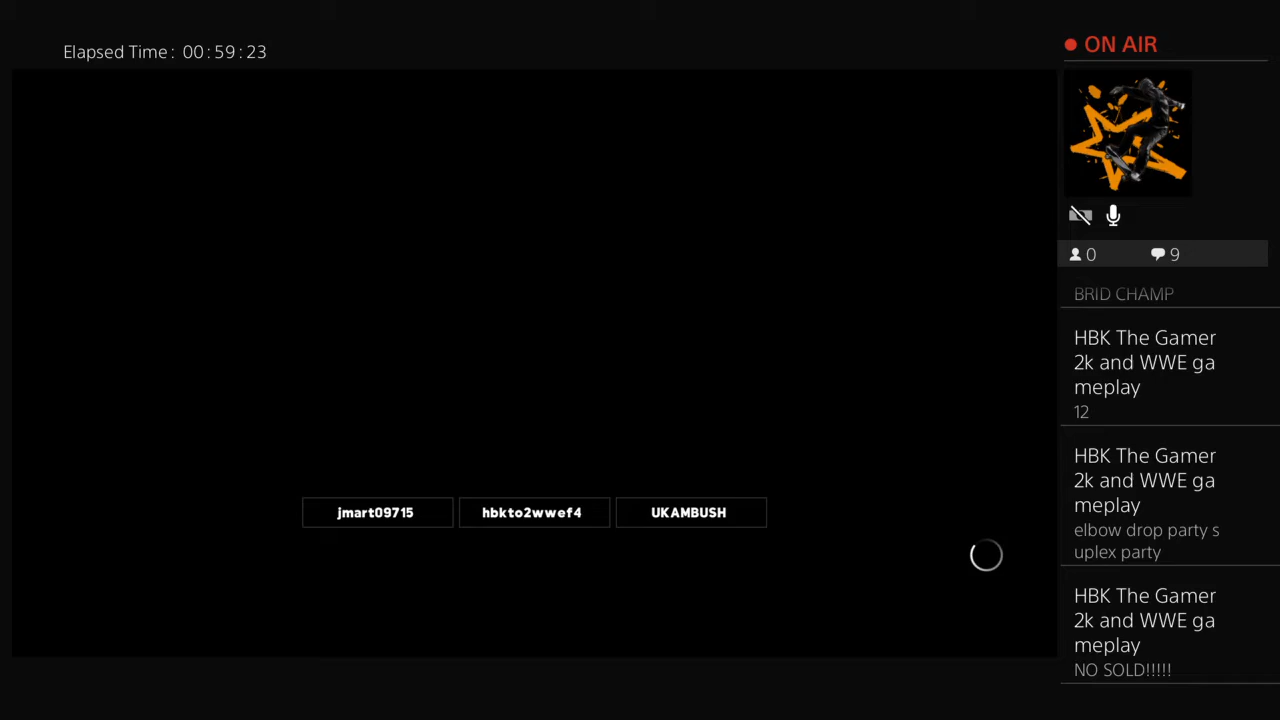 Elapsed Time: 00:59:23
ON AIR
0 9
BRID CHAMP
HBK The Gamer
2k and WWE ga
meplay
12
HBK The Gamer
2k and WWE ga
meplay
elbow drop party s
uplex party
HBK The Gamer
2k and WWE ga
meplay
NO SOLD!!!!!
jmart09715 hbkto2wwef4 UKAMBUSH